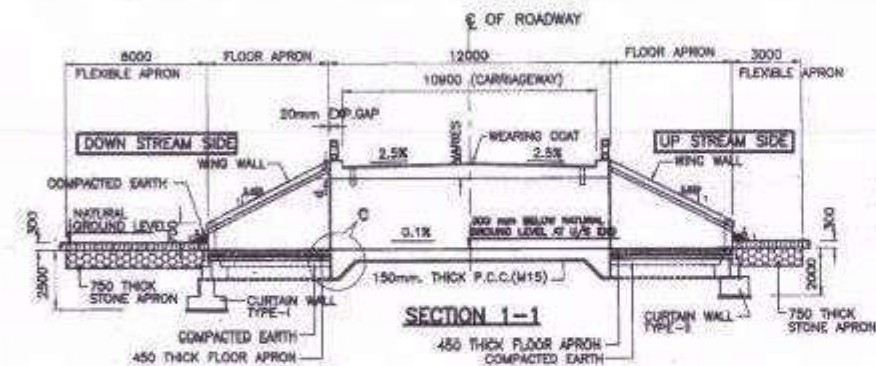 ℄ OF ROADWAY
6000
FLOOR APRON
12000
FLOOR APRON
3000
FLEXIBLE APRON
FLEXIBLE APRON
10900 (CARRIAGEWAY)
20mm EXP.GAP
DOWN STREAM SIDE
VARIES
WEARING COAT
UP STREAM SIDE
WING WALL
2.5%
2.5%
WING WALL
COMPACTED EARTH
NATURAL
GROUND LEVEL
C
300
0.1%
300 mm BELOW NATURAL
GROUND LEVEL AT U/S END
300
2500
150mm. THICK P.C.C.(M15)
2000
750 THICK
STONE APRON
CURTAIN WALL
TYPE-I
SECTION 1-1
CURTAIN WALL
TYPE-II
750 THICK
STONE APRON
COMPACTED EARTH
450 THICK FLOOR APRON
450 THICK FLOOR APRON
COMPACTED EARTH